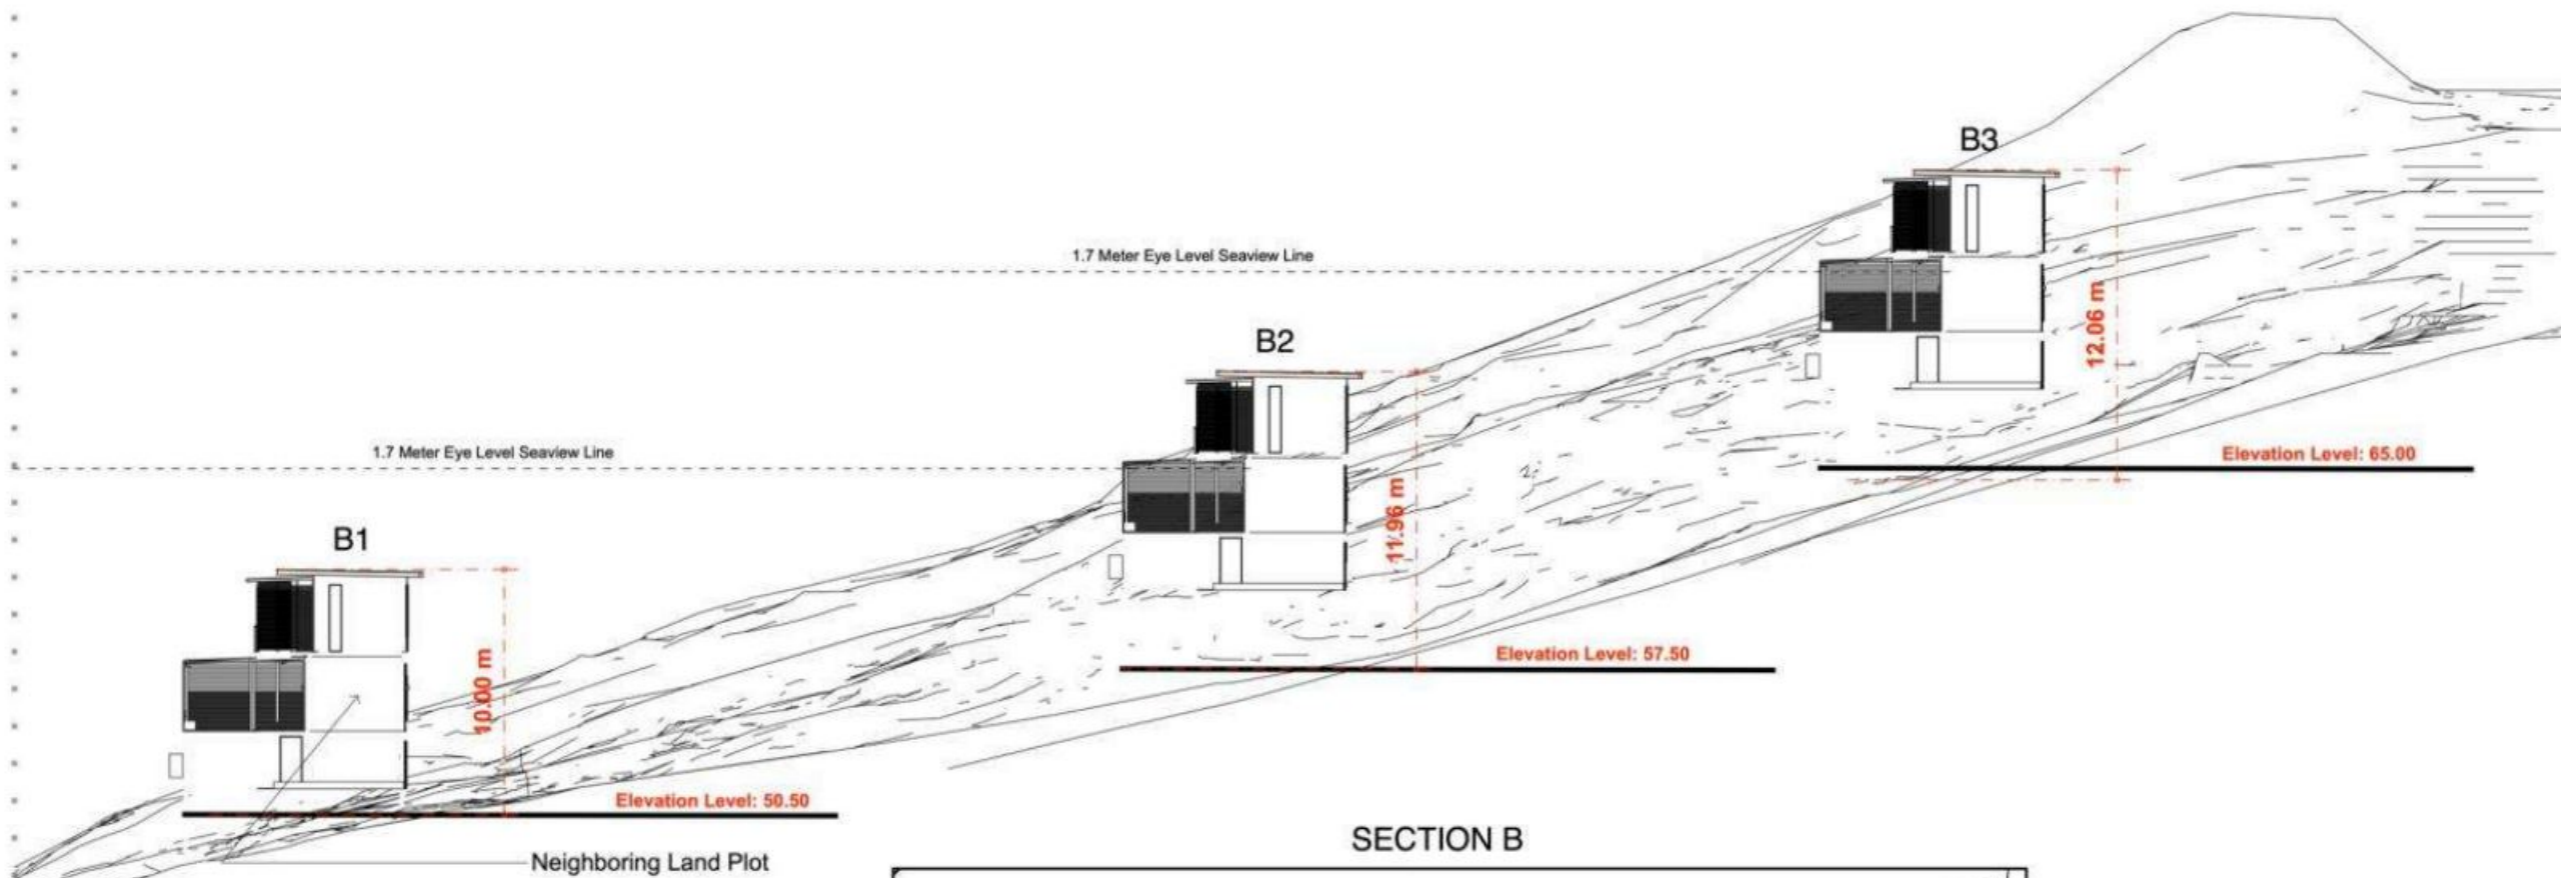 B3
1.7 Meter Eye Level Seaview Line
12.06 m
B2
1.7 Meter Eye Level Seaview Line
Elevation Level: 65.00
11.96 m
B1
Elevation Level: 57.50
10.00 m
Elevation Level: 50.50
SECTION B
Neighboring Land Plot